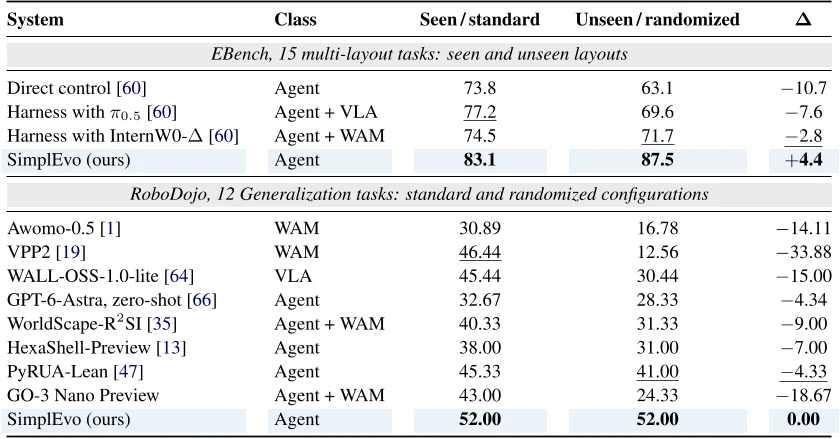 System Class Seen / standard Unseen / randomized Δ
EBench, 15 multi-layout tasks: seen and unseen layouts
Direct control [60] Agent 73.8 63.1 −10.7
Harness with π0.5 [60] Agent + VLA 77.2 69.6 −7.6
Harness with InternW0-Δ [60] Agent + WAM 74.5 71.7 −2.8
SimplEvo (ours) Agent 83.1 87.5 +4.4
RoboDojo, 12 Generalization tasks: standard and randomized configurations
Awomo-0.5 [1] WAM 30.89 16.78 −14.11
VPP2 [19] WAM 46.44 12.56 −33.88
WALL-OSS-1.0-lite [64] VLA 45.44 30.44 −15.00
GPT-6-Astra, zero-shot [66] Agent 32.67 28.33 −4.34
WorldScape-R²SI [35] Agent + WAM 40.33 31.33 −9.00
HexaShell-Preview [13] Agent 38.00 31.00 −7.00
PyRUA-Lean [47] Agent 45.33 41.00 −4.33
GO-3 Nano Preview Agent + WAM 43.00 24.33 −18.67
SimplEvo (ours) Agent 52.00 52.00 0.00